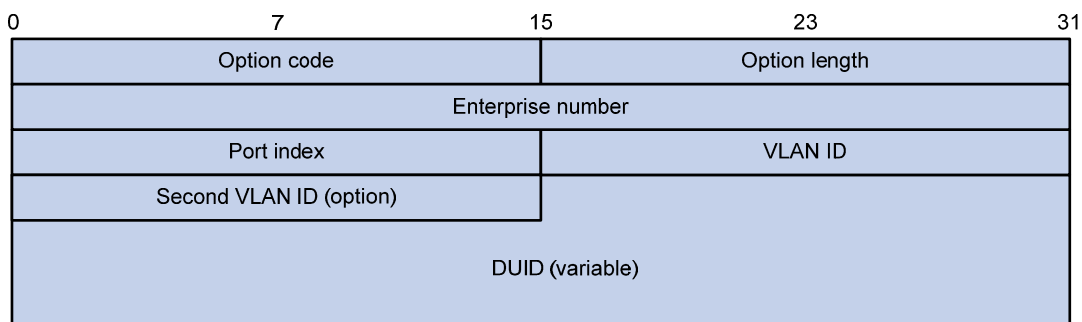 0 7 15 23 31
Option code Option length
Enterprise number
Port index VLAN ID
Second VLAN ID (option)
DUID (variable)